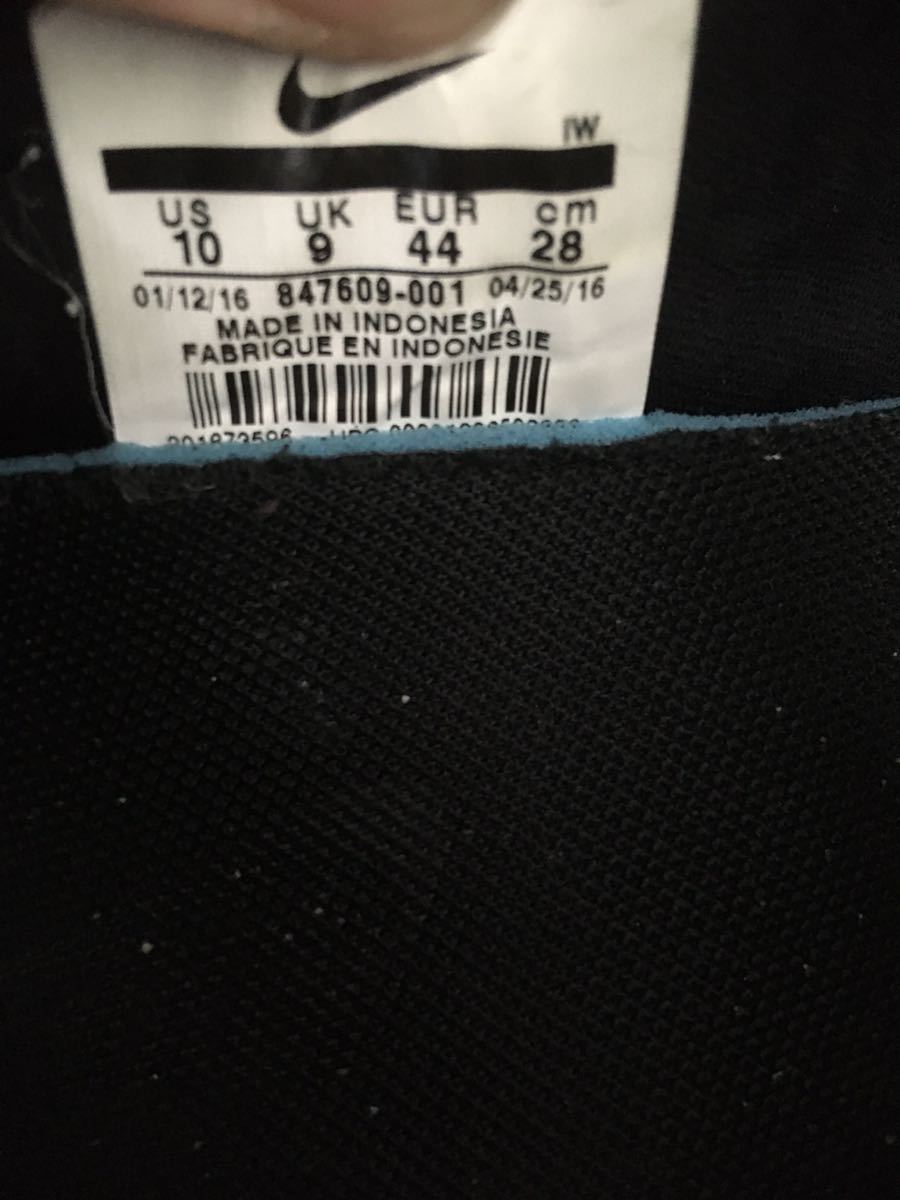 IW
US UK EUR cm
10 9 44 28
01/12/16 847609-001 04/25/16
MADE IN INDONESIA
FABRIQUE EN INDONESIE